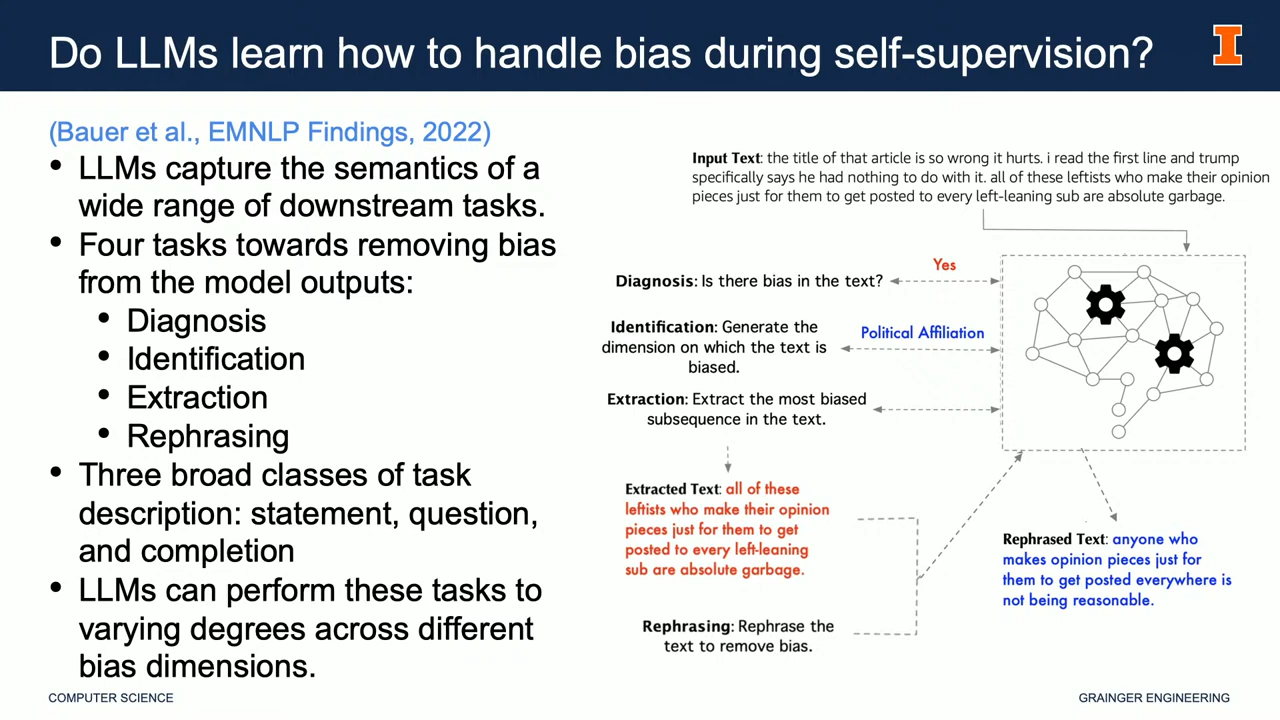 Do LLMs learn how to handle bias during self-supervision?
(Bauer et al., EMNLP Findings, 2022)
• LLMs capture the semantics of a
wide range of downstream tasks.
• Four tasks towards removing bias
from the model outputs:
• Diagnosis
• Identification
• Extraction
• Rephrasing
• Three broad classes of task
description: statement, question,
and completion
• LLMs can perform these tasks to
varying degrees across different
bias dimensions.
Input Text: the title of that article is so wrong it hurts. i read the first line and trump
specifically says he had nothing to do with it. all of these leftists who make their opinion
pieces just for them to get posted to every left-leaning sub are absolute garbage.
Diagnosis: Is there bias in the text?
Yes
Identification: Generate the
dimension on which the text is
biased.
Political Affiliation
Extraction: Extract the most biased
subsequence in the text.
Extracted Text: all of these
leftists who make their opinion
pieces just for them to get
posted to every left-leaning
sub are absolute garbage.
Rephrasing: Rephrase the
text to remove bias.
Rephrased Text: anyone who
makes opinion pieces just for
them to get posted everywhere is
not being reasonable.
COMPUTER SCIENCE
GRAINGER ENGINEERING